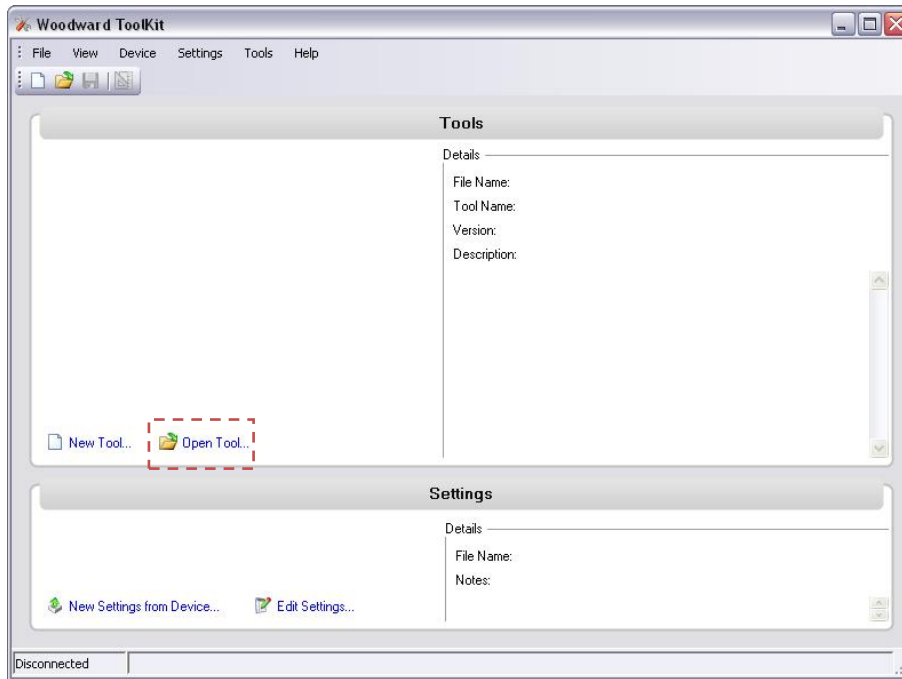 Woodward ToolKit
File View Device Settings Tools Help
Tools
Details
File Name:
Tool Name:
Version:
Description:
New Tool... Open Tool...
Settings
Details
File Name:
Notes:
New Settings from Device... Edit Settings...
Disconnected